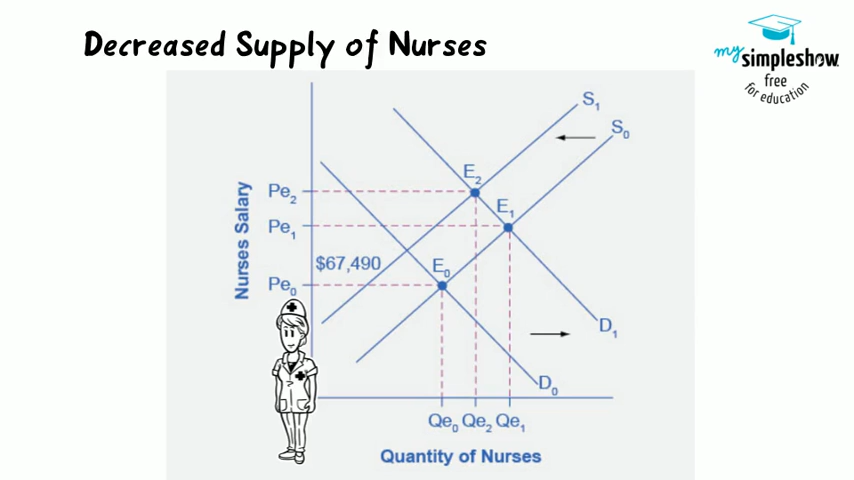 Decreased Supply of Nurses
my
simpleshow
free
for education
S1
S0
E2
Pe2
E1
Pe1
$67,490
E0
Pe0
D1
D0
Qe0 Qe2 Qe1
Nurses Salary
Quantity of Nurses